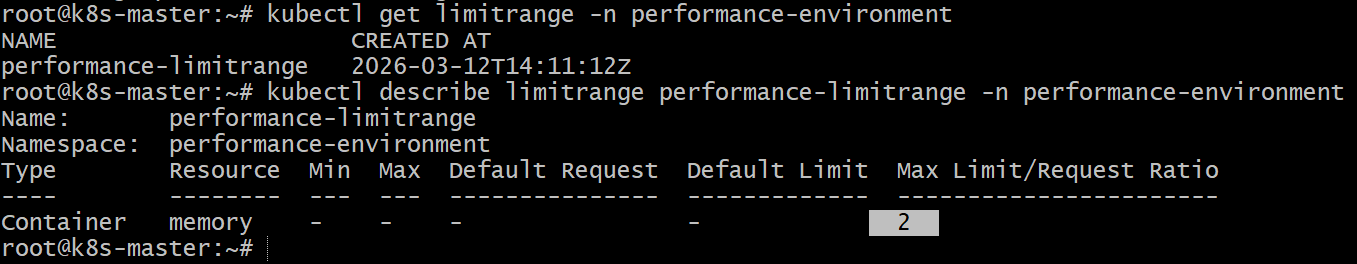 root@k8s-master:~# kubectl get limitrange -n performance-environment
NAME                     CREATED AT
performance-limitrange   2026-03-12T14:11:12Z
root@k8s-master:~# kubectl describe limitrange performance-limitrange -n performance-environment
Name:       performance-limitrange
Namespace:  performance-environment
Type        Resource  Min  Max  Default Request  Default Limit  Max Limit/Request Ratio
----        --------  ---  ---  ---------------  -------------  -----------------------
Container   memory    -    -    -                -              2
root@k8s-master:~#